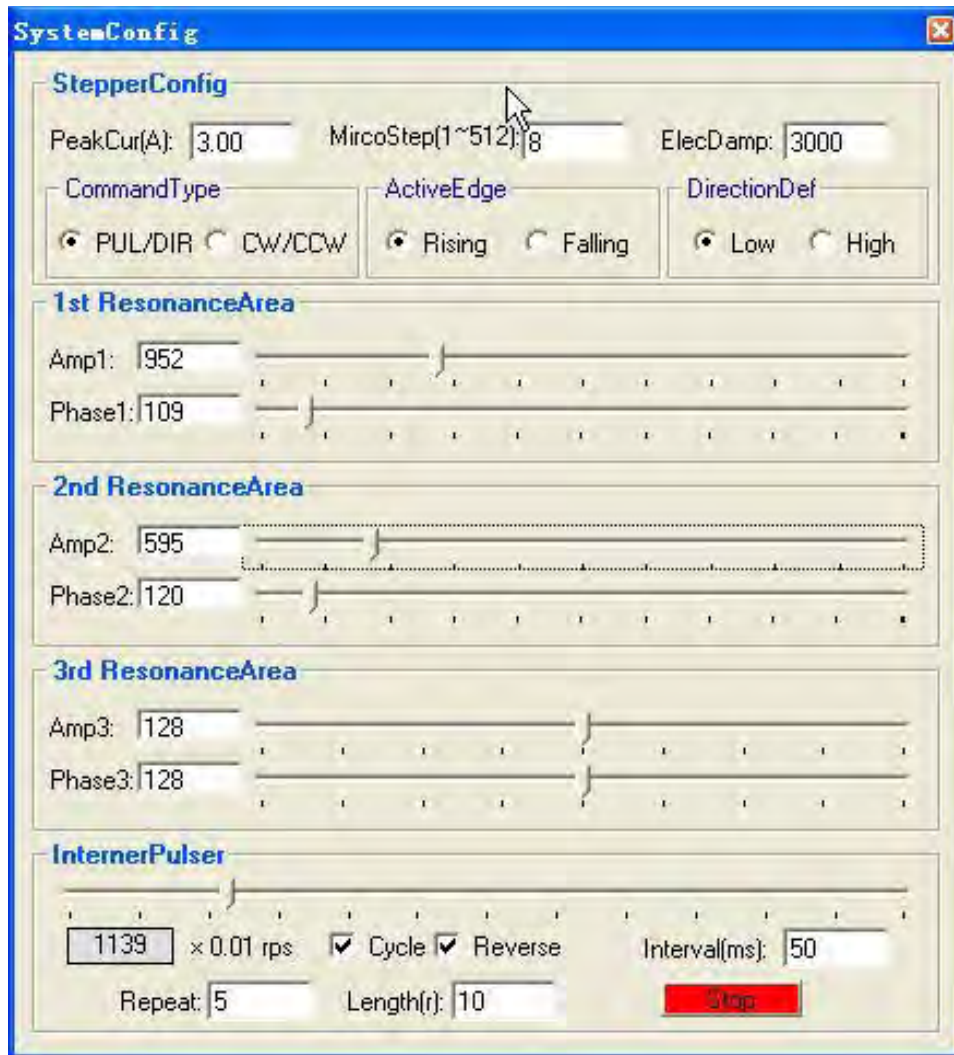 SystemConfig
StepperConfig
PeakCur(A): 3.00 MircoStep(1~512): 8 ElecDamp: 3000
CommandType ActiveEdge DirectionDef
PUL/DIR CW/CCW Rising Falling Low High
1st ResonanceArea
Amp1: 952
Phase1: 109
2nd ResonanceArea
Amp2: 595
Phase2: 120
3rd ResonanceArea
Amp3: 128
Phase3: 128
InternerPulser
1139 × 0.01 rps Cycle Reverse Interval(ms): 50
Repeat: 5 Length(r): 10 Stop